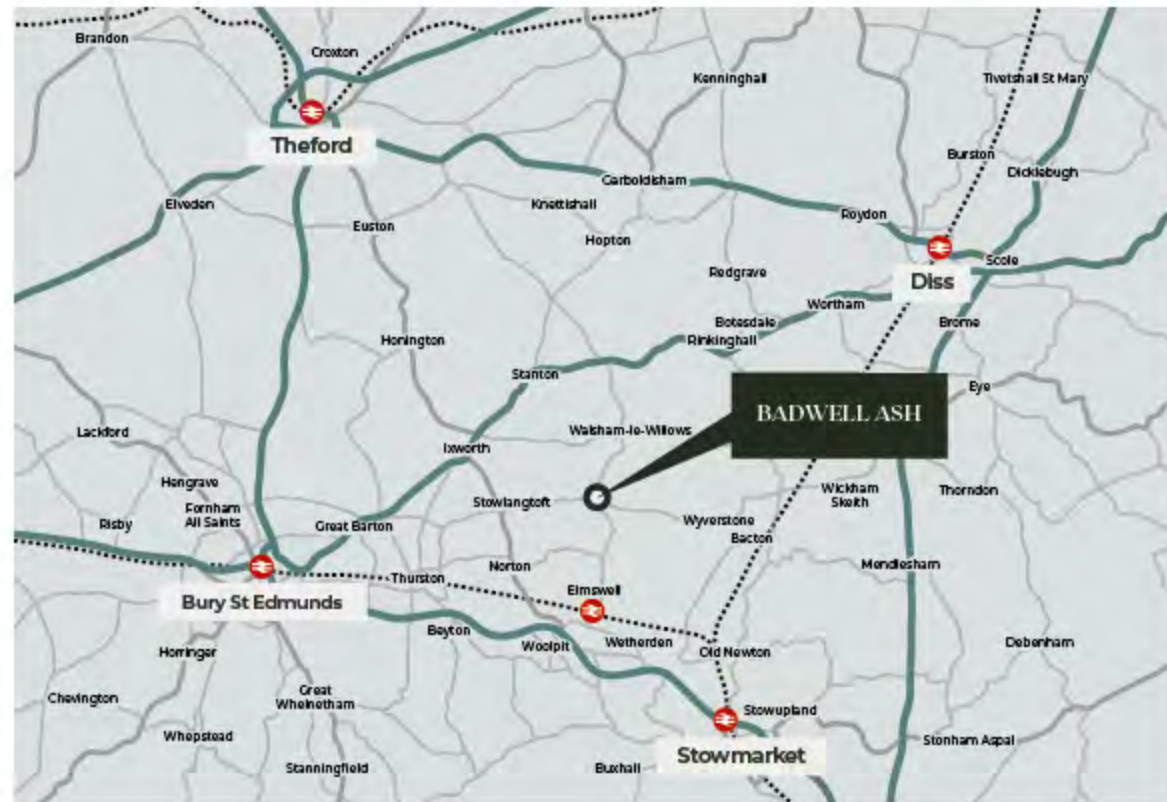 Brandon
Croxton
Kenninghall
Tivetshall St Mary
Theford
Burston
Dicklebugh
Garboldisham
Elveden
Knettishall
Roydon
Euston
Hopton
Scole
Redgrave
Diss
Wortham
Botesdale
Brome
Honington
Rinkinghall
Stanton
Eye
BADWELL ASH
Lackford
Walsham-le-Willows
Ixworth
Hengrave
Stowlangtoft
Wickham
Skeith
Thorndon
Fornham
All Saints
Risby
Great Barton
Wyverstone
Bacton
Norton
Mendlesham
Thurston
Elmswell
Bury St Edmunds
Beyton
Woolpit
Wetherden
Old Newton
Debenham
Horringer
Chevington
Great
Whelnetham
Stowupland
Whepstead
Stonham Aspal
Stowmarket
Stanningfield
Buxhall